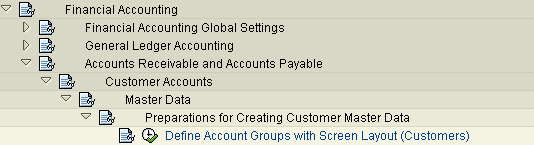 Financial Accounting
Financial Accounting Global Settings
General Ledger Accounting
Accounts Receivable and Accounts Payable
Customer Accounts
Master Data
Preparations for Creating Customer Master Data
Define Account Groups with Screen Layout (Customers)